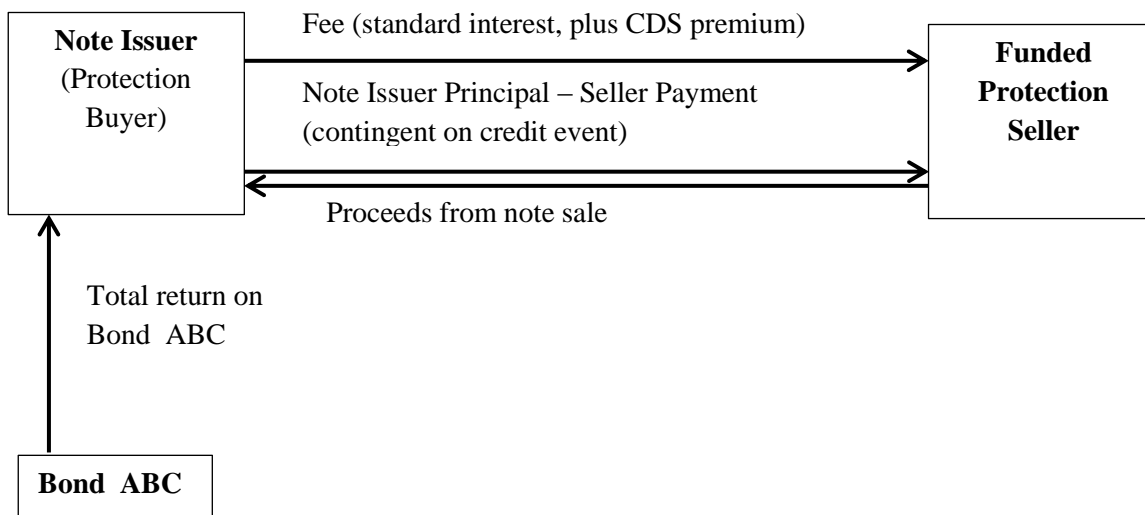 Note Issuer
(Protection
Buyer)
Fee (standard interest, plus CDS premium)
Note Issuer Principal – Seller Payment
(contingent on credit event)
Proceeds from note sale
Funded
Protection
Seller
Total return on
Bond ABC
Bond ABC